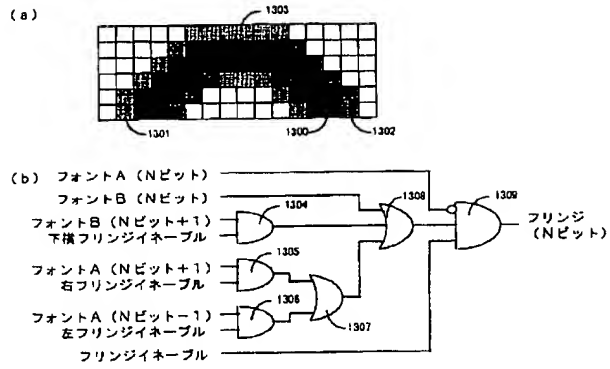 (a)
1303
1301
1300
1302
(b) フォントA (Nビット)
フォントB (Nビット)
1304
1308
1309
フォントB (Nビット+1)
下横フリンジイネーブル
フリンジ
(Nビット)
1305
フォントA (Nビット+1)
右フリンジイネーブル
1306
フォントA (Nビット−1)
左フリンジイネーブル
1307
フリンジイネーブル